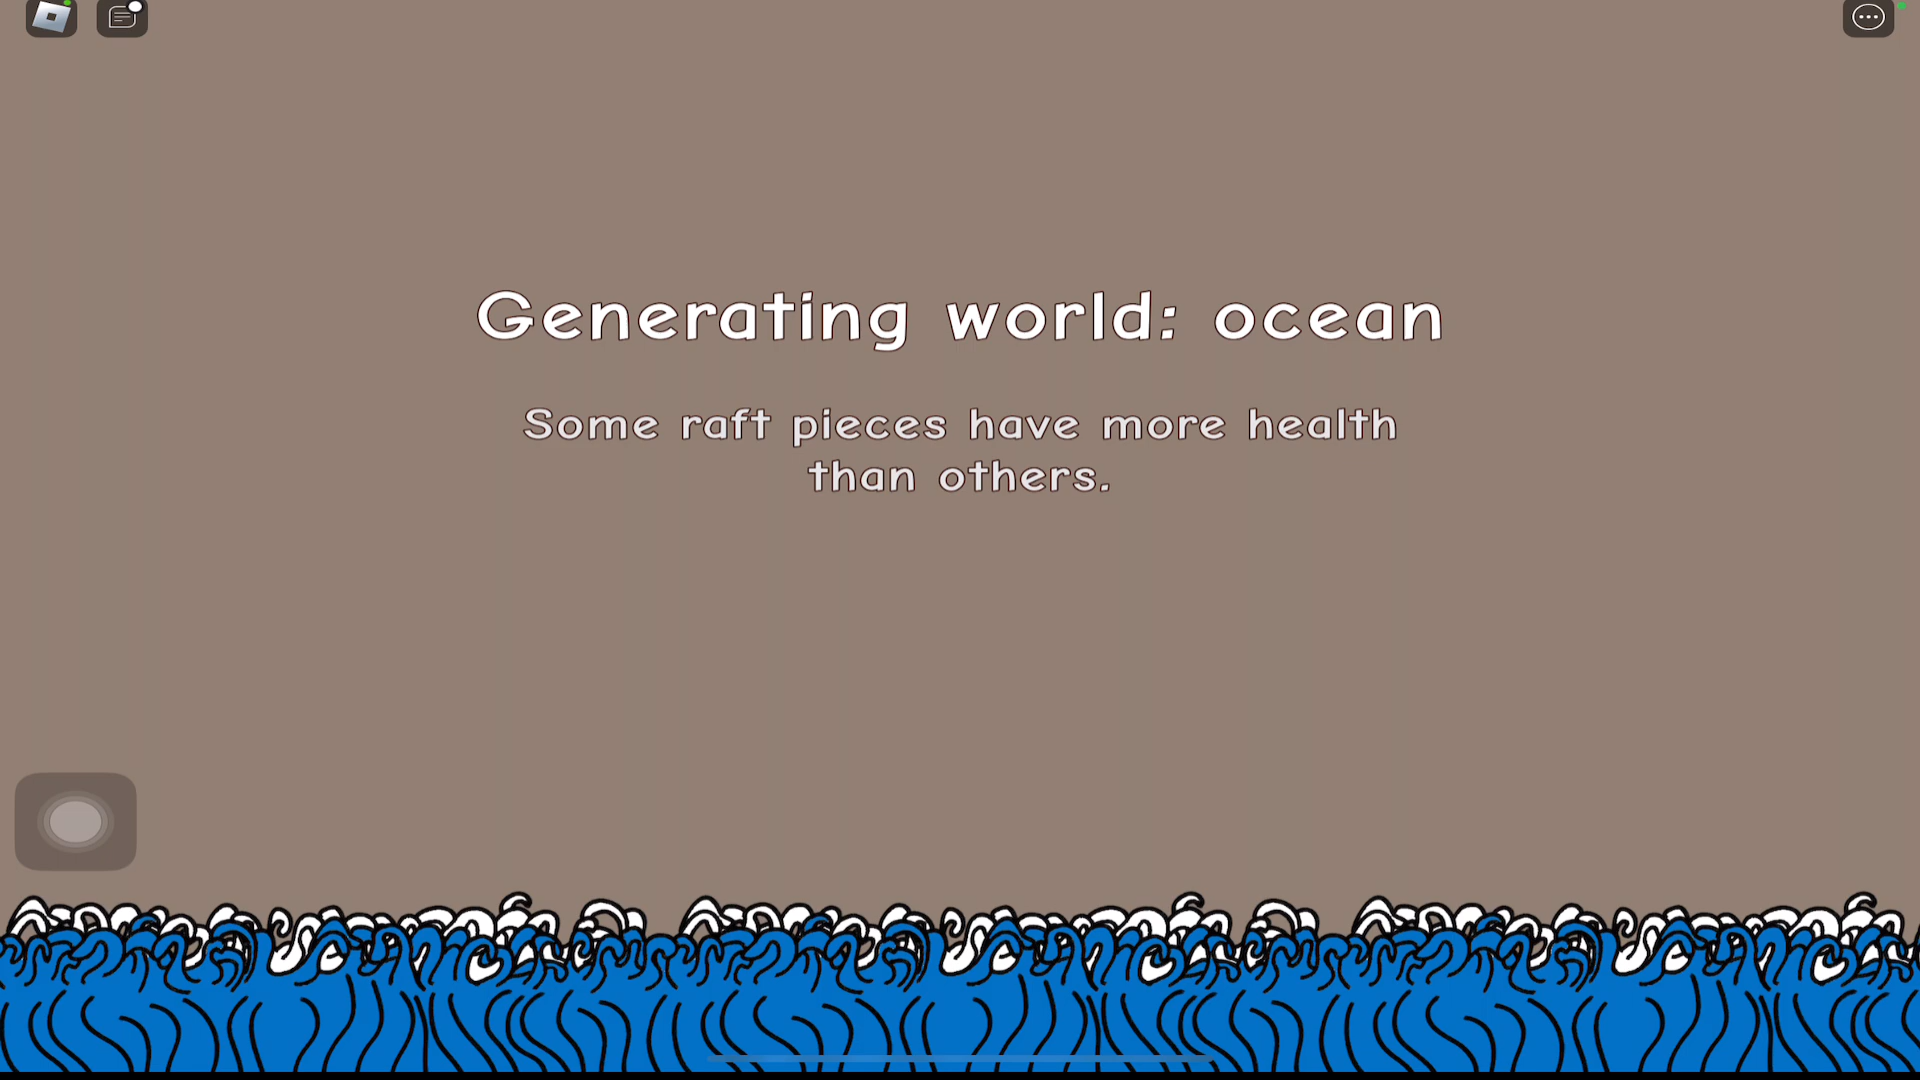 Generating world: ocean
Some raft pieces have more health
than others.